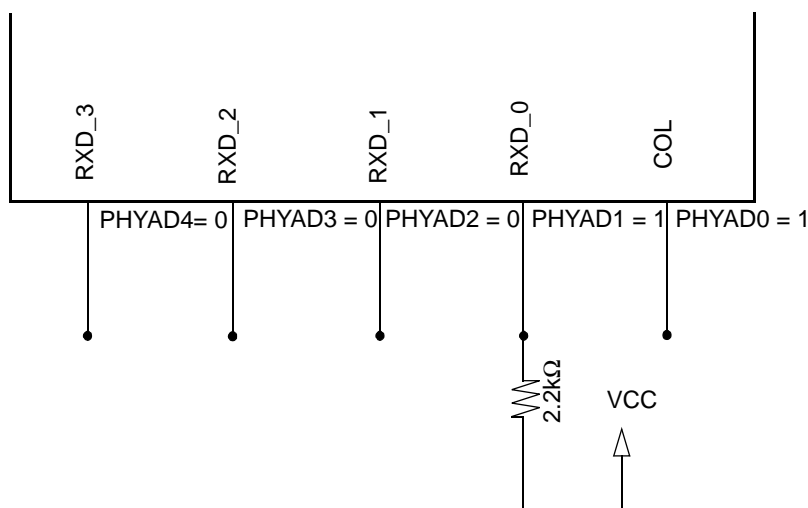 RXD_3
RXD_2
RXD_1
RXD_0
COL
PHYAD4= 0
PHYAD3 = 0
PHYAD2 = 0
PHYAD1 = 1
PHYAD0 = 1
2.2kΩ
VCC